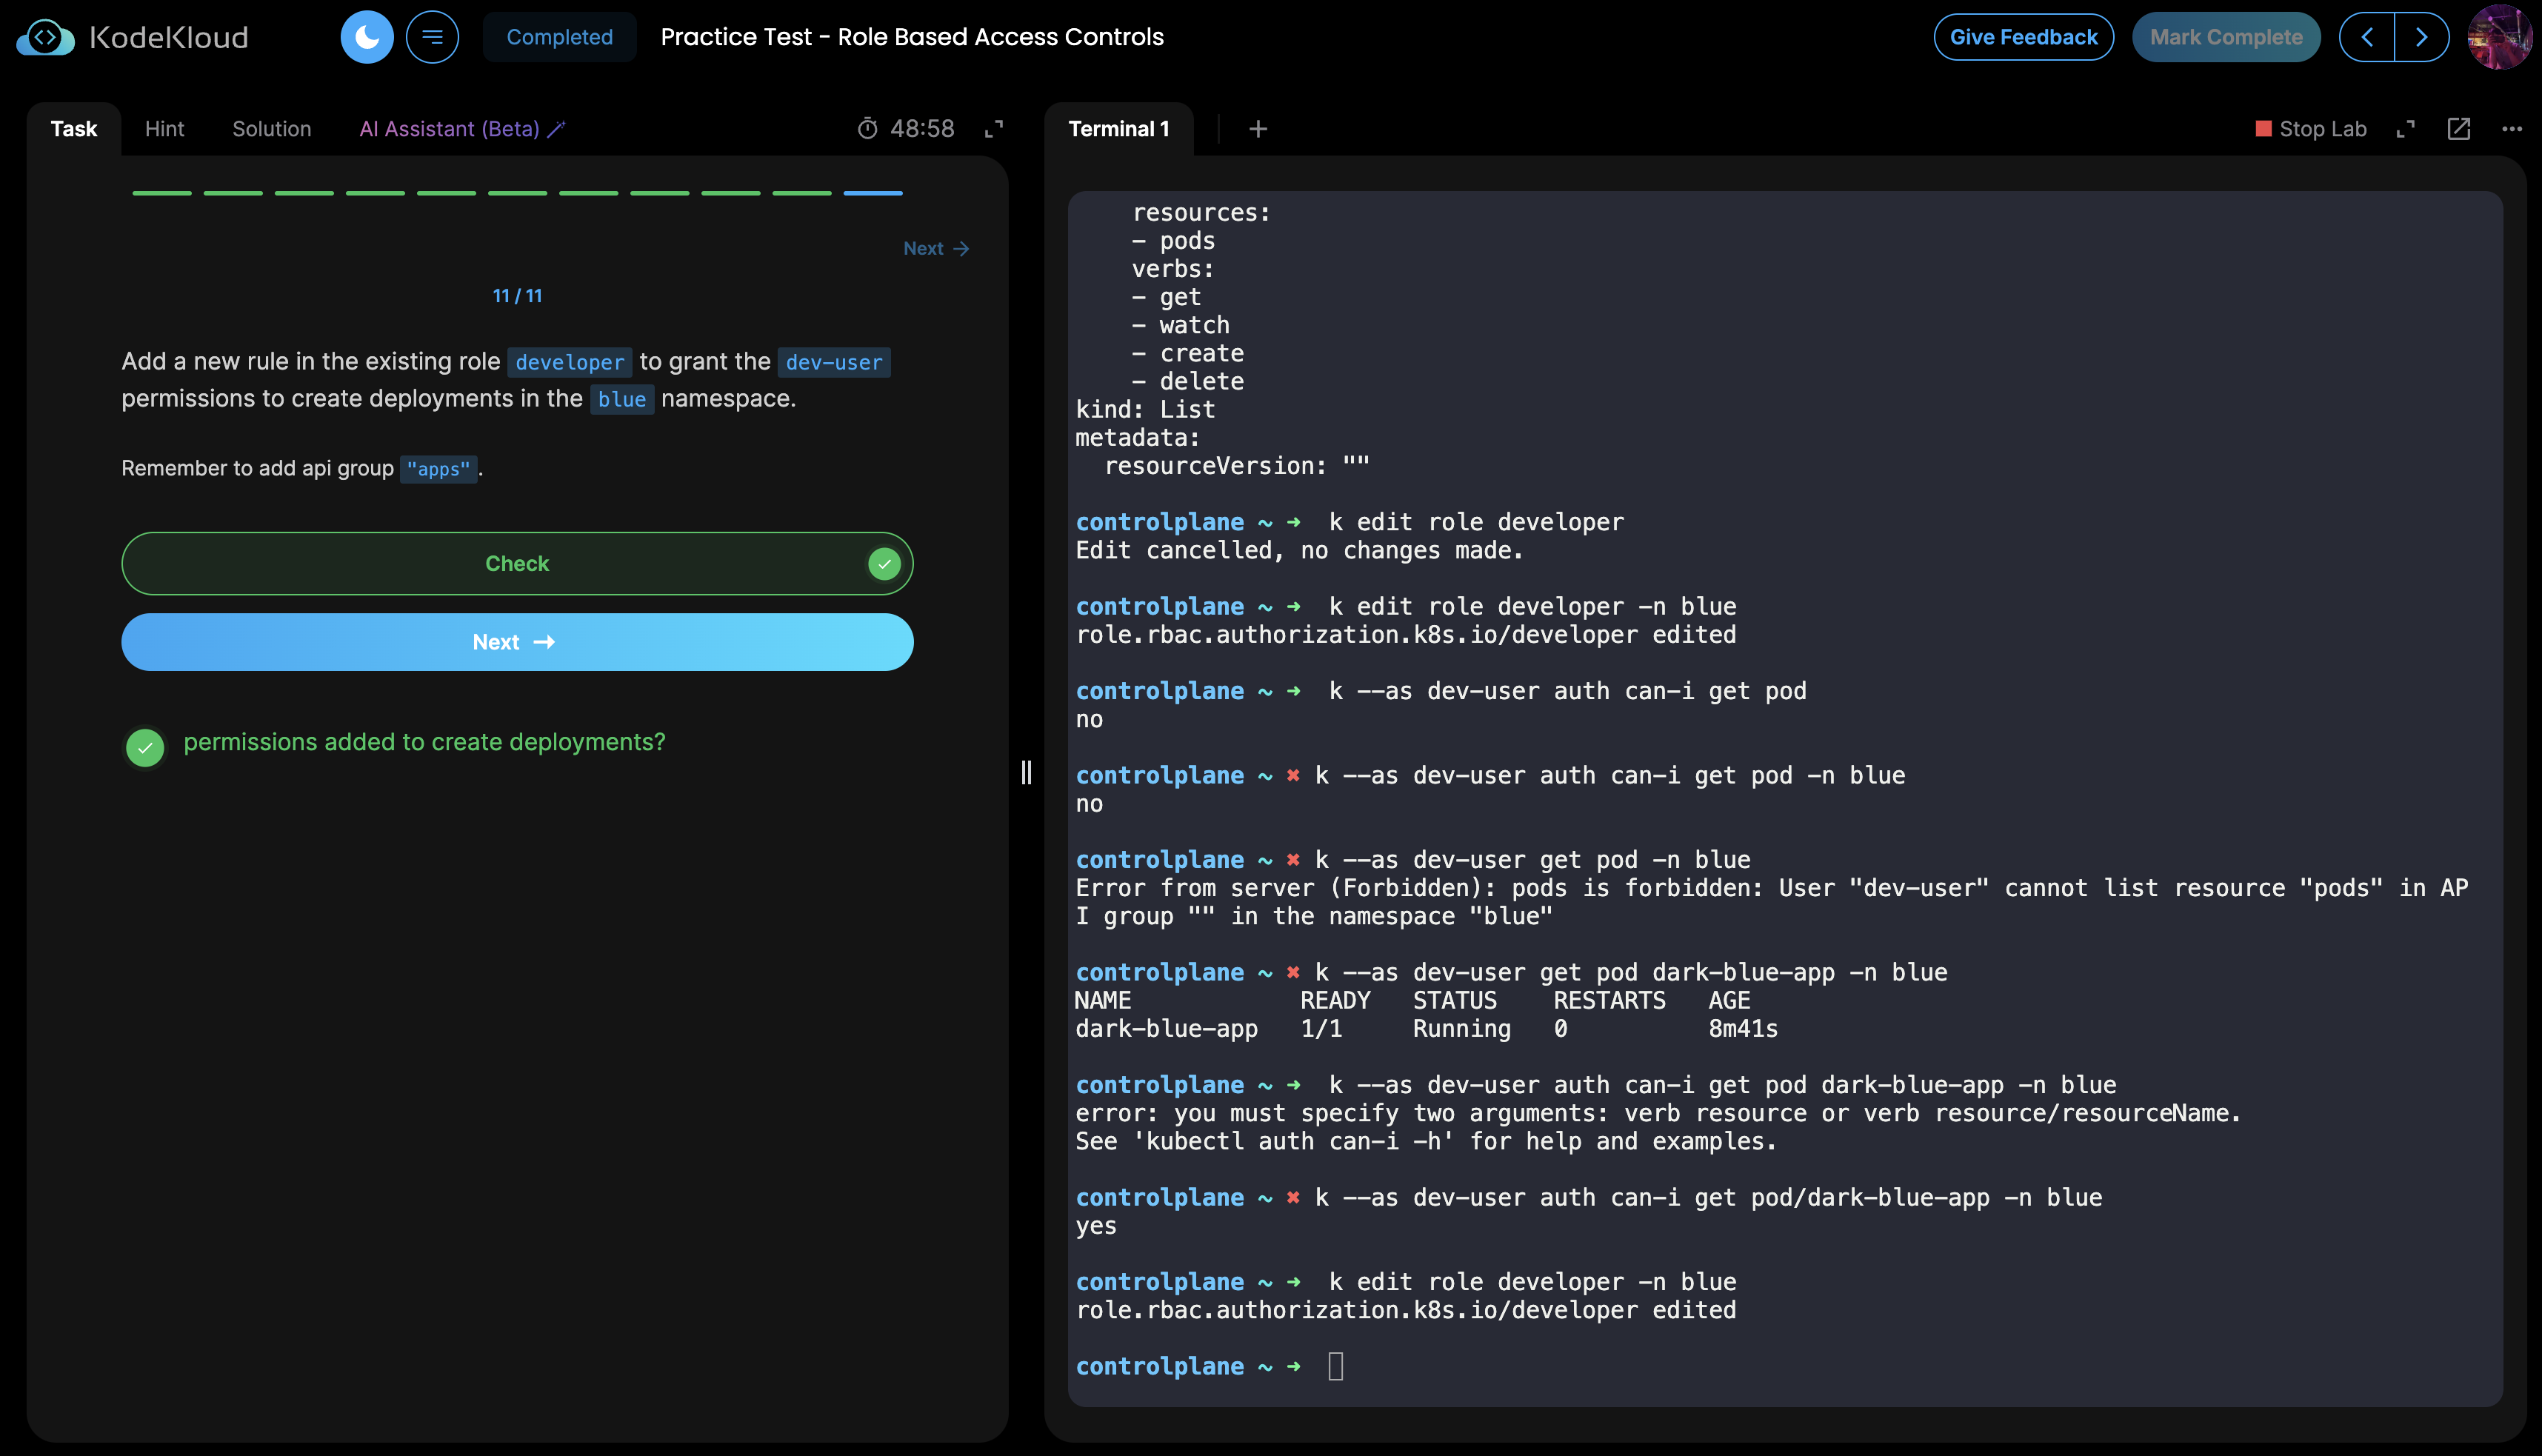 KodeKloud
Completed
Practice Test - Role Based Access Controls
Give Feedback
Mark Complete
Task
Hint
Solution
AI Assistant (Beta)
48:58
Next →
11 / 11
Add a new rule in the existing role developer to grant the dev-user
permissions to create deployments in the blue namespace.
Remember to add api group "apps".
Check
Next →
permissions added to create deployments?
Terminal 1
+
Stop Lab
resources:
- pods
verbs:
- get
- watch
- create
- delete
kind: List
metadata:
resourceVersion: ""
controlplane ~ ➜ k edit role developer
Edit cancelled, no changes made.
controlplane ~ ➜ k edit role developer -n blue
role.rbac.authorization.k8s.io/developer edited
controlplane ~ ➜ k --as dev-user auth can-i get pod
no
controlplane ~ ✖ k --as dev-user auth can-i get pod -n blue
no
controlplane ~ ✖ k --as dev-user get pod -n blue
Error from server (Forbidden): pods is forbidden: User "dev-user" cannot list resource "pods" in AP
I group "" in the namespace "blue"
controlplane ~ ✖ k --as dev-user get pod dark-blue-app -n blue
NAME READY STATUS RESTARTS AGE
dark-blue-app 1/1 Running 0 8m41s
controlplane ~ ➜ k --as dev-user auth can-i get pod dark-blue-app -n blue
error: you must specify two arguments: verb resource or verb resource/resourceName.
See 'kubectl auth can-i -h' for help and examples.
controlplane ~ ✖ k --as dev-user auth can-i get pod/dark-blue-app -n blue
yes
controlplane ~ ➜ k edit role developer -n blue
role.rbac.authorization.k8s.io/developer edited
controlplane ~ ➜